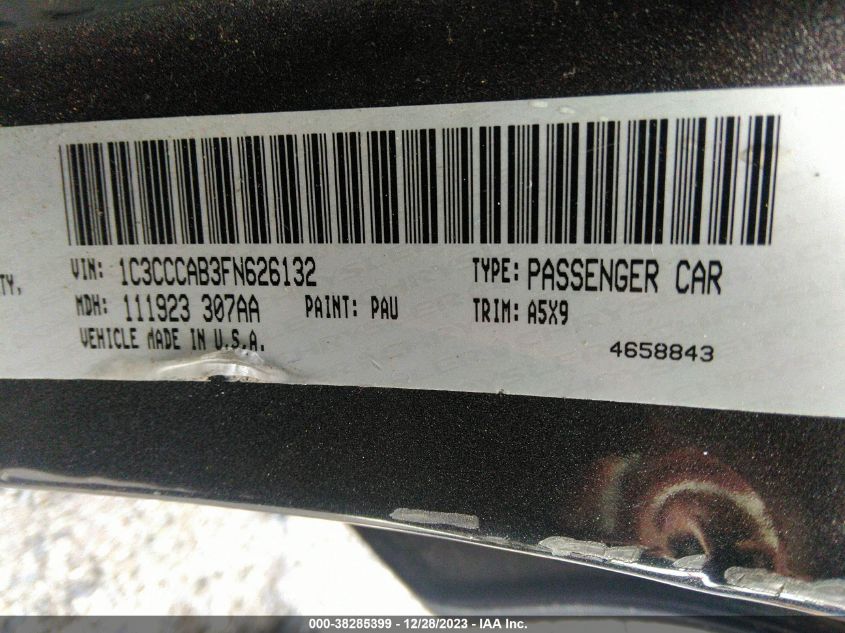 TY,
VIN: 1C3CCCAB3FN626132 TYPE: PASSENGER CAR
MDH: 111923 307AA PAINT: PAU TRIM: A5X9
VEHICLE MADE IN U.S.A.
4658843
000-38285399 - 12/28/2023 - IAA Inc.